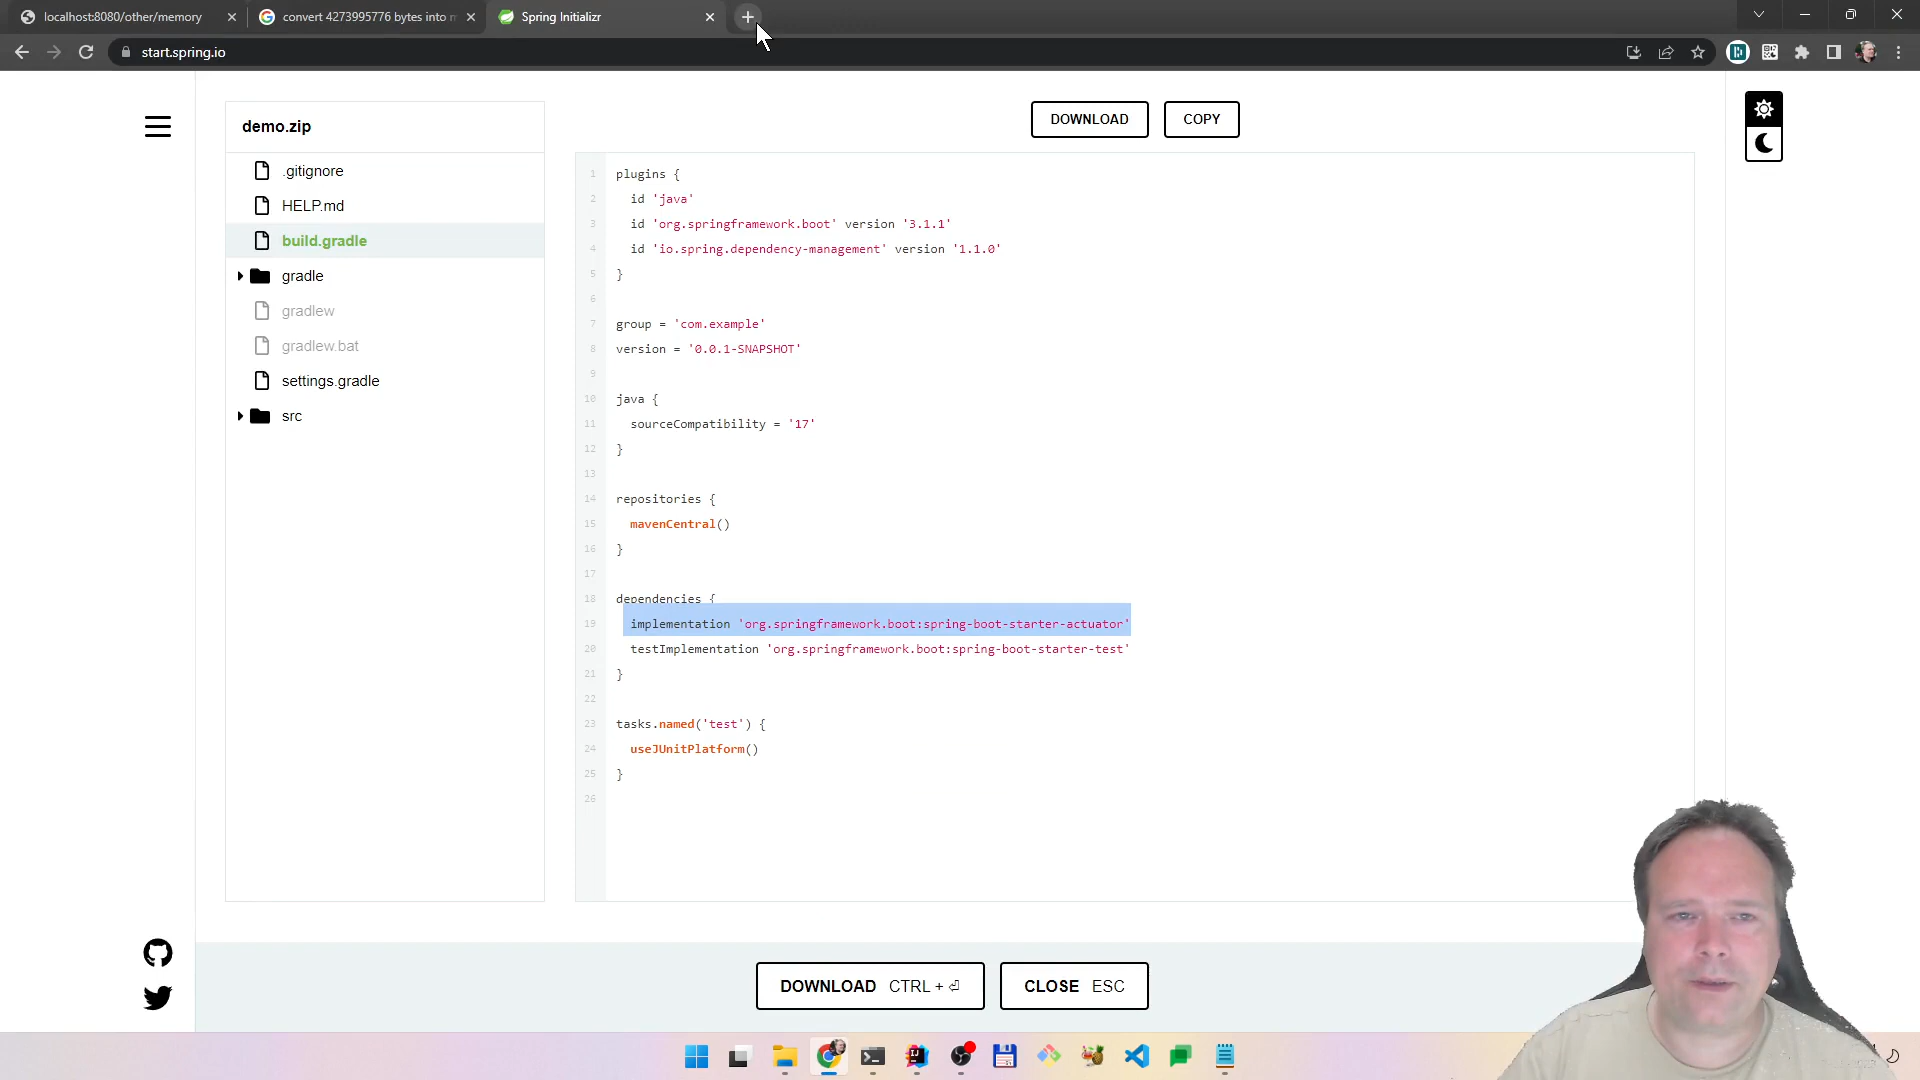 localhost:8080/other/memory
convert 4273995776 bytes into m
Spring Initializr
start.spring.io
demo.zip
DOWNLOAD
COPY
.gitignore
HELP.md
build.gradle
gradle
gradlew
gradlew.bat
settings.gradle
src
1 plugins {
2 id 'java'
3 id 'org.springframework.boot' version '3.1.1'
4 id 'io.spring.dependency-management' version '1.1.0'
5 }
6
7 group = 'com.example'
8 version = '0.0.1-SNAPSHOT'
9
10 java {
11 sourceCompatibility = '17'
12 }
13
14 repositories {
15 mavenCentral()
16 }
17
18 dependencies {
19 implementation 'org.springframework.boot:spring-boot-starter-actuator'
20 testImplementation 'org.springframework.boot:spring-boot-starter-test'
21 }
22
23 tasks.named('test') {
24 useJUnitPlatform()
25 }
26
DOWNLOAD CTRL + ⏎
CLOSE ESC